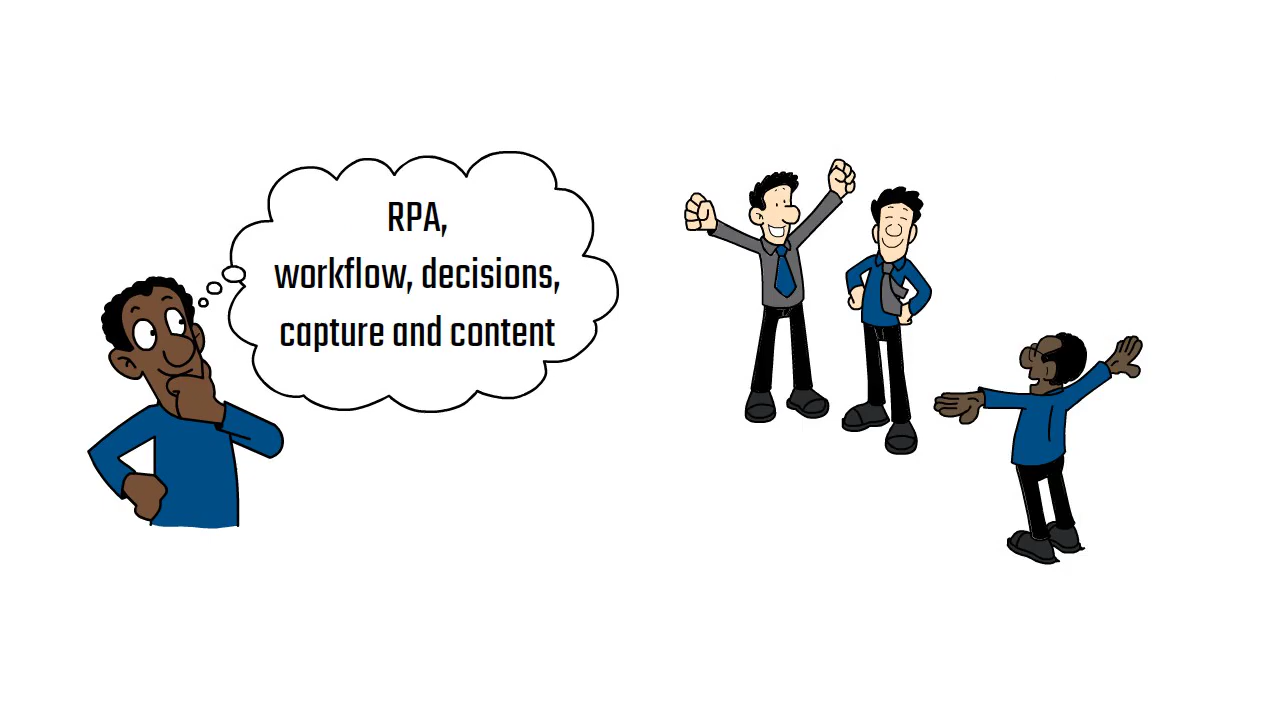 RPA,
workflow, decisions,
capture and content